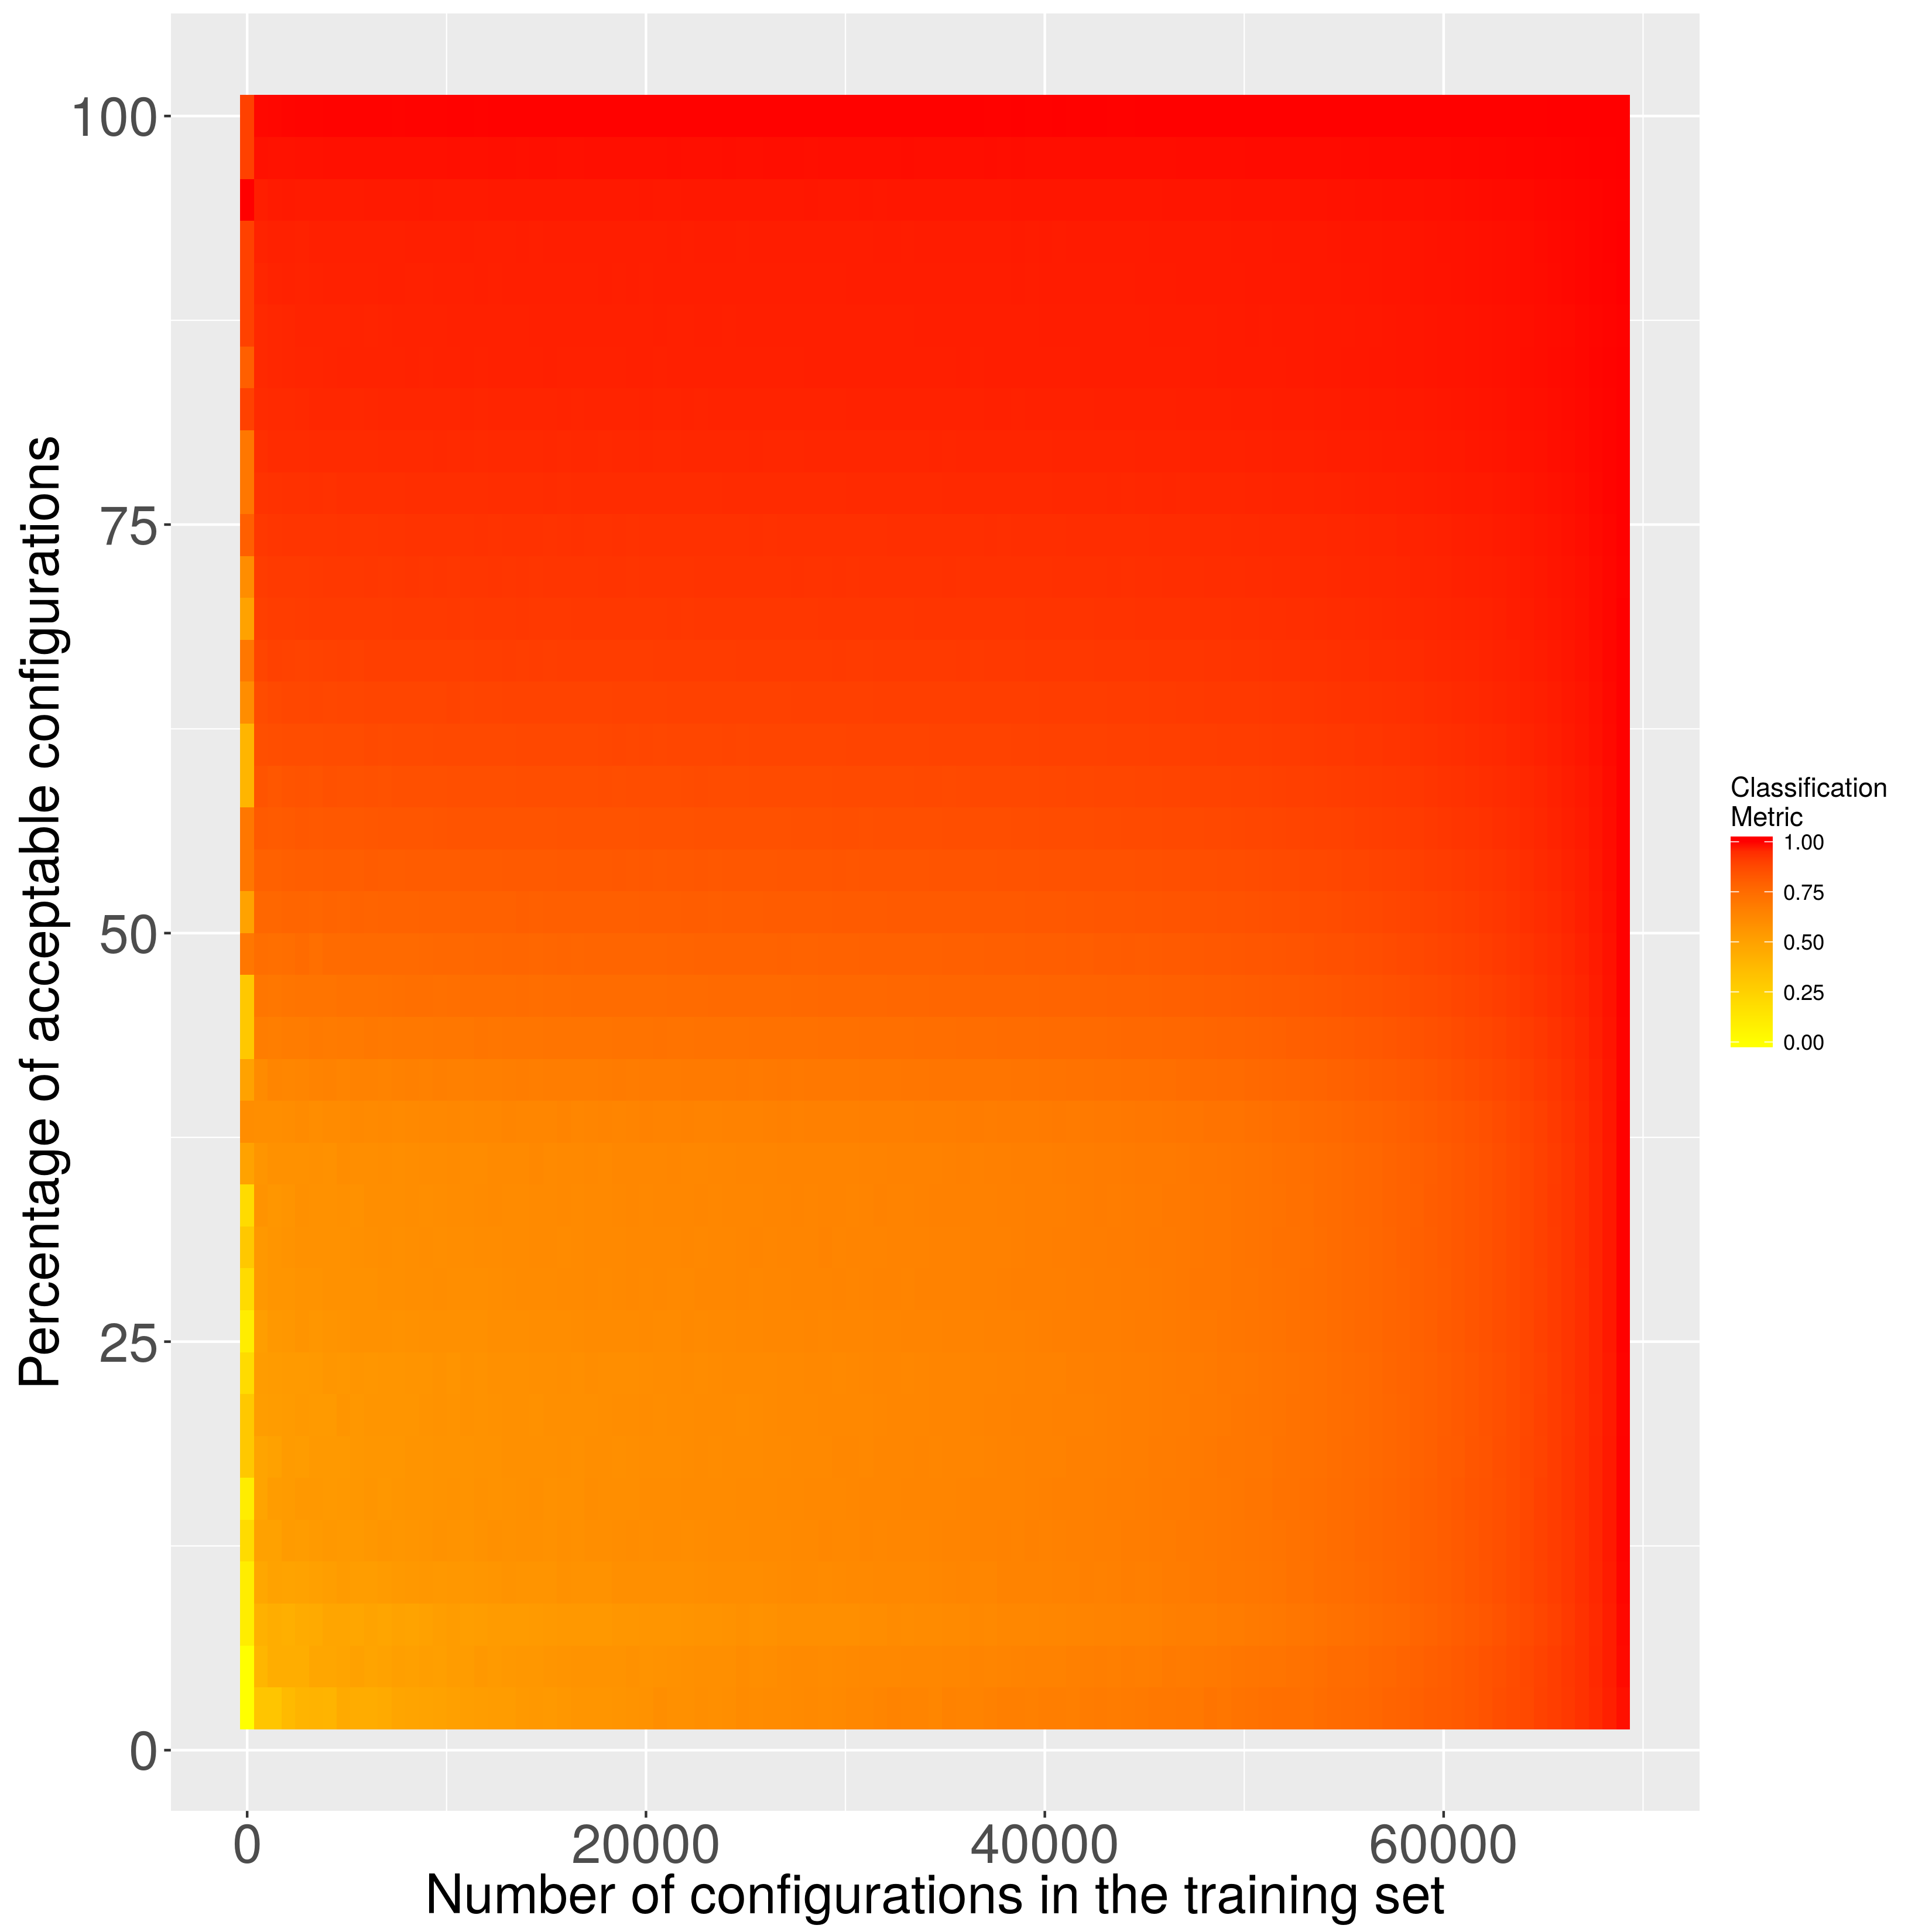 Percentage of acceptable configurations
100
75
50
25
0
0 20000 40000 60000
Number of configurations in the training set
Classification
Metric
1.00
0.75
0.50
0.25
0.00